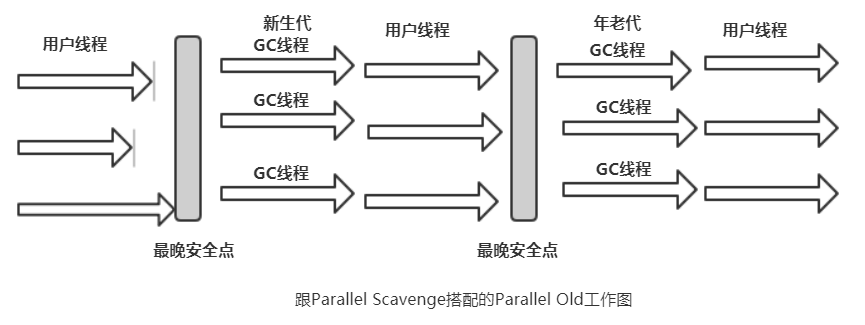 新生代
年老代
用户线程
GC线程
用户线程
GC线程
用户线程
GC线程
GC线程
GC线程
GC线程
最晚安全点
最晚安全点
跟Parallel Scavenge搭配的Parallel Old工作图